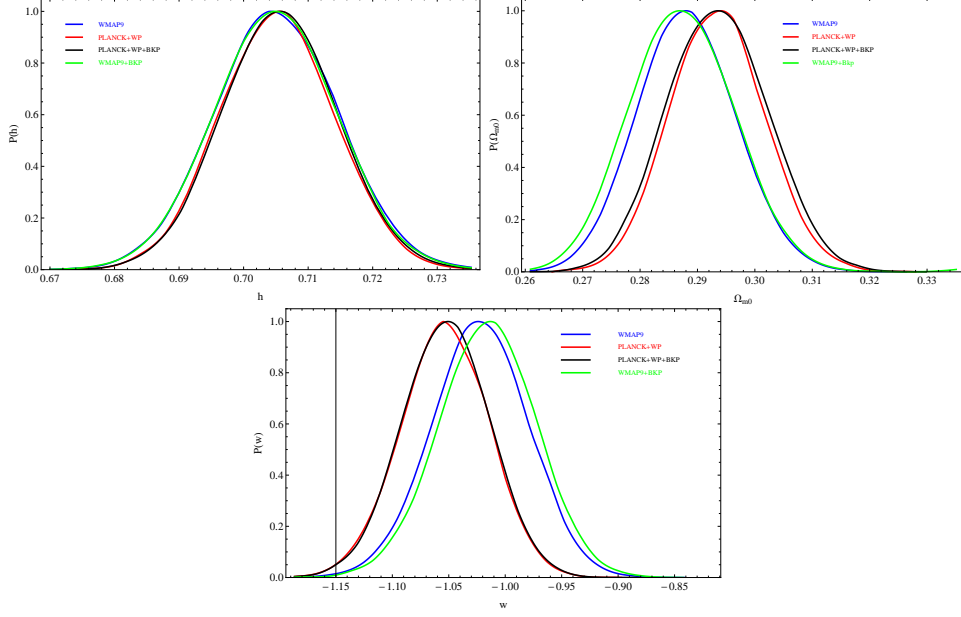 WMAP9
PLANCK+WP
PLANCK+WP+BKP
WMAP9+BKP
P(h)
1.0
0.8
0.6
0.4
0.2
0.0
0.67 0.68 0.69 0.70 0.71 0.72 0.73
h
WMAP9
PLANCK+WP
PLANCK+WP+BKP
WMAP9+Bkp
P(Ωm0)
1.0
0.8
0.6
0.4
0.2
0.0
0.26 0.27 0.28 0.29 0.30 0.31 0.32 0.33
Ωm0
WMAP9
PLANCK+WP
PLANCK+WP+BKP
WMAP9+BKP
P(w)
1.0
0.8
0.6
0.4
0.2
0.0
−1.15 −1.10 −1.05 −1.00 −0.95 −0.90 −0.85
w